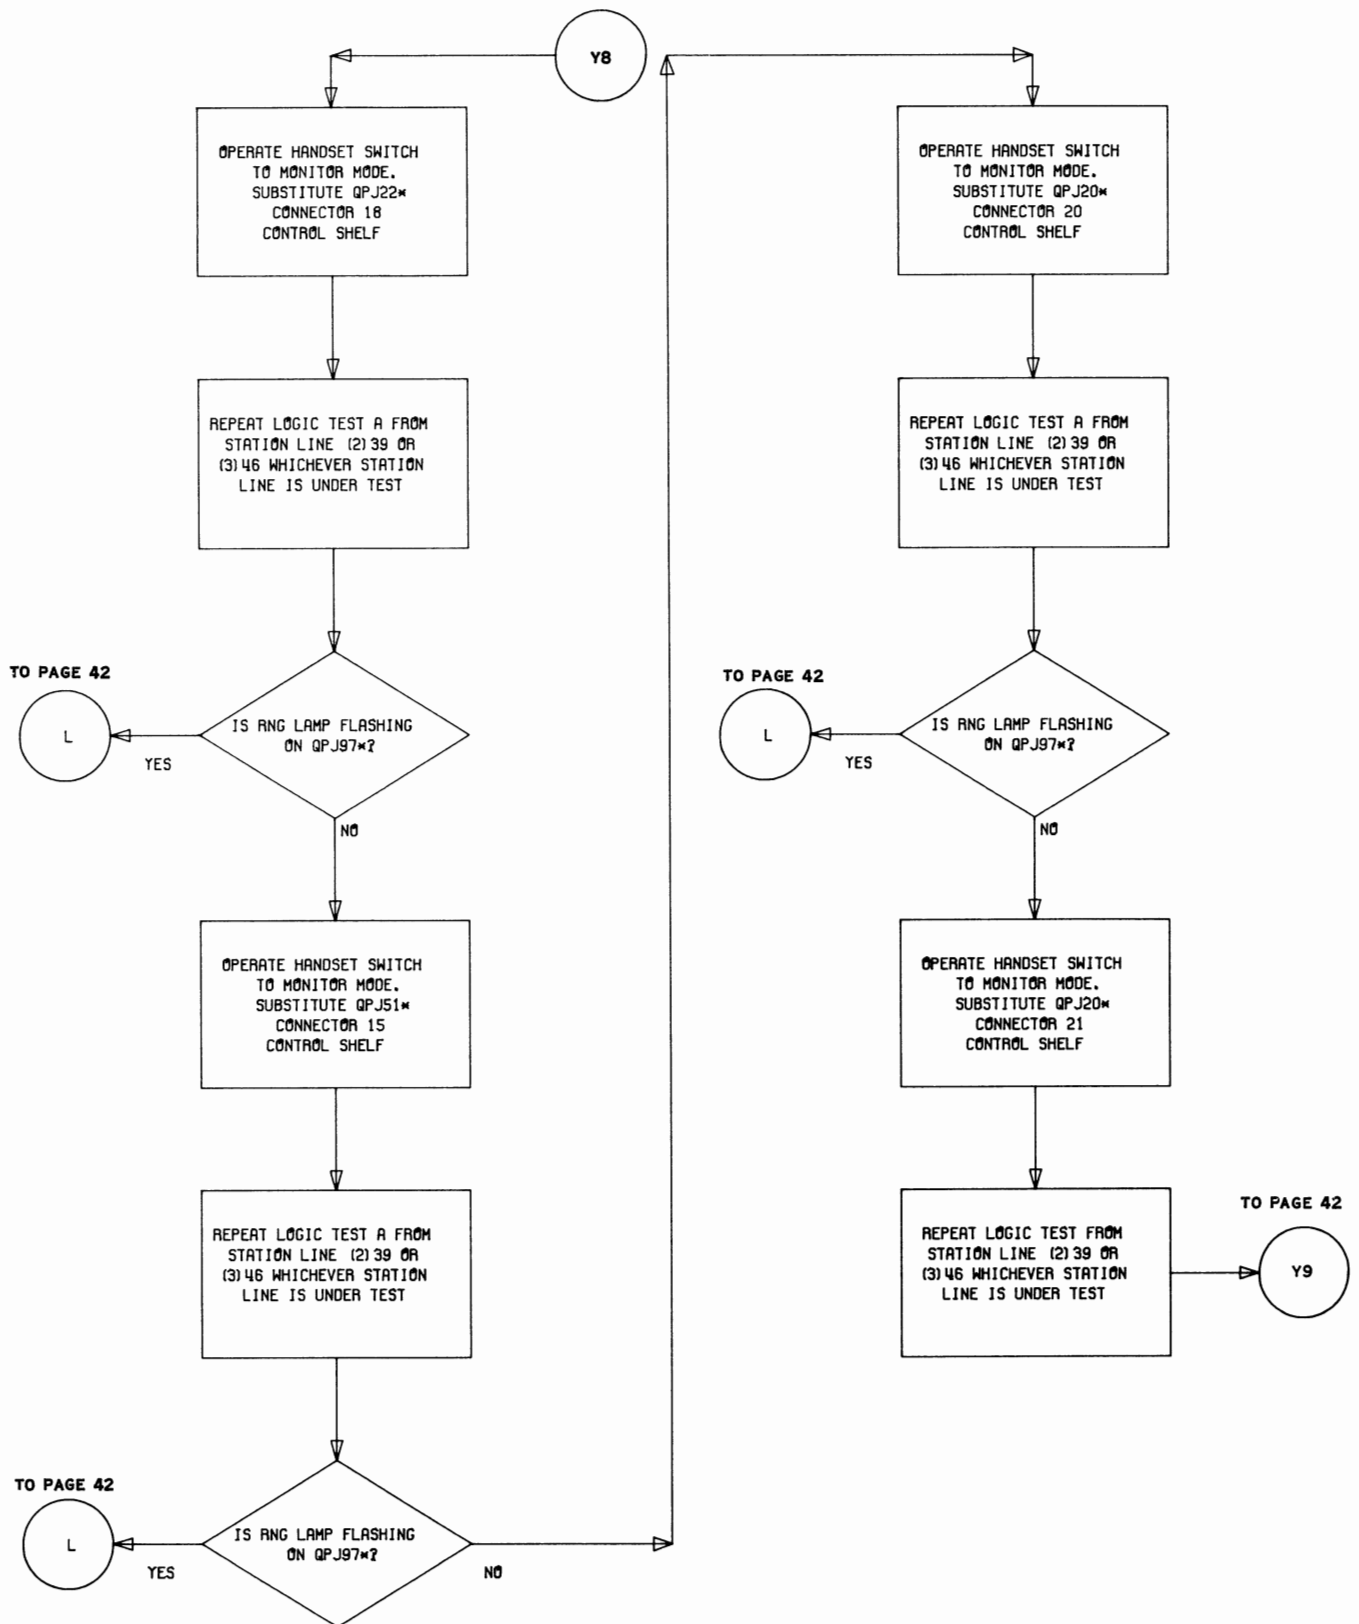 Y8
OPERATE HANDSET SWITCH
TO MONITOR MODE.
SUBSTITUTE QPJ22*
CONNECTOR 18
CONTROL SHELF
REPEAT LOGIC TEST A FROM
STATION LINE (2)39 OR
(3)46 WHICHEVER STATION
LINE IS UNDER TEST
TO PAGE 42
L
YES
IS RNG LAMP FLASHING
ON QPJ97*?
NO
OPERATE HANDSET SWITCH
TO MONITOR MODE.
SUBSTITUTE QPJ51*
CONNECTOR 15
CONTROL SHELF
REPEAT LOGIC TEST A FROM
STATION LINE (2)39 OR
(3)46 WHICHEVER STATION
LINE IS UNDER TEST
TO PAGE 42
L
YES
IS RNG LAMP FLASHING
ON QPJ97*?
NO
OPERATE HANDSET SWITCH
TO MONITOR MODE.
SUBSTITUTE QPJ20*
CONNECTOR 20
CONTROL SHELF
REPEAT LOGIC TEST A FROM
STATION LINE (2)39 OR
(3)46 WHICHEVER STATION
LINE IS UNDER TEST
TO PAGE 42
L
YES
IS RNG LAMP FLASHING
ON QPJ97*?
NO
OPERATE HANDSET SWITCH
TO MONITOR MODE.
SUBSTITUTE QPJ20*
CONNECTOR 21
CONTROL SHELF
REPEAT LOGIC TEST FROM
STATION LINE (2)39 OR
(3)46 WHICHEVER STATION
LINE IS UNDER TEST
TO PAGE 42
Y9